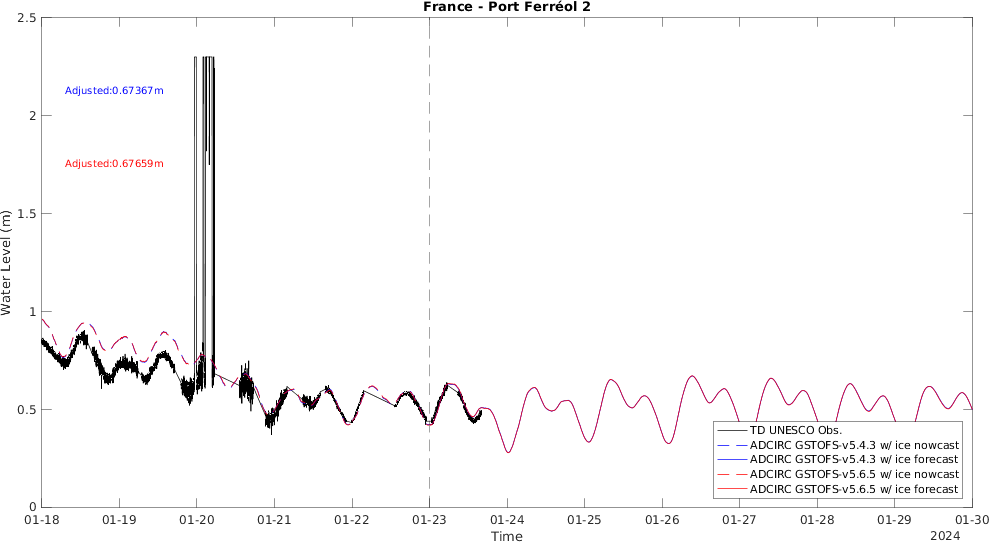 France - Port Ferréol 2
2.5
2
1.5
1
0.5
0
Water Level (m)
Adjusted:0.67367m
Adjusted:0.67659m
TD UNESCO Obs.
ADCIRC GSTOFS-v5.4.3 w/ ice nowcast
ADCIRC GSTOFS-v5.4.3 w/ ice forecast
ADCIRC GSTOFS-v5.6.5 w/ ice nowcast
ADCIRC GSTOFS-v5.6.5 w/ ice forecast
01-18 01-19 01-20 01-21 01-22 01-23 01-24 01-25 01-26 01-27 01-28 01-29 01-30
Time
2024